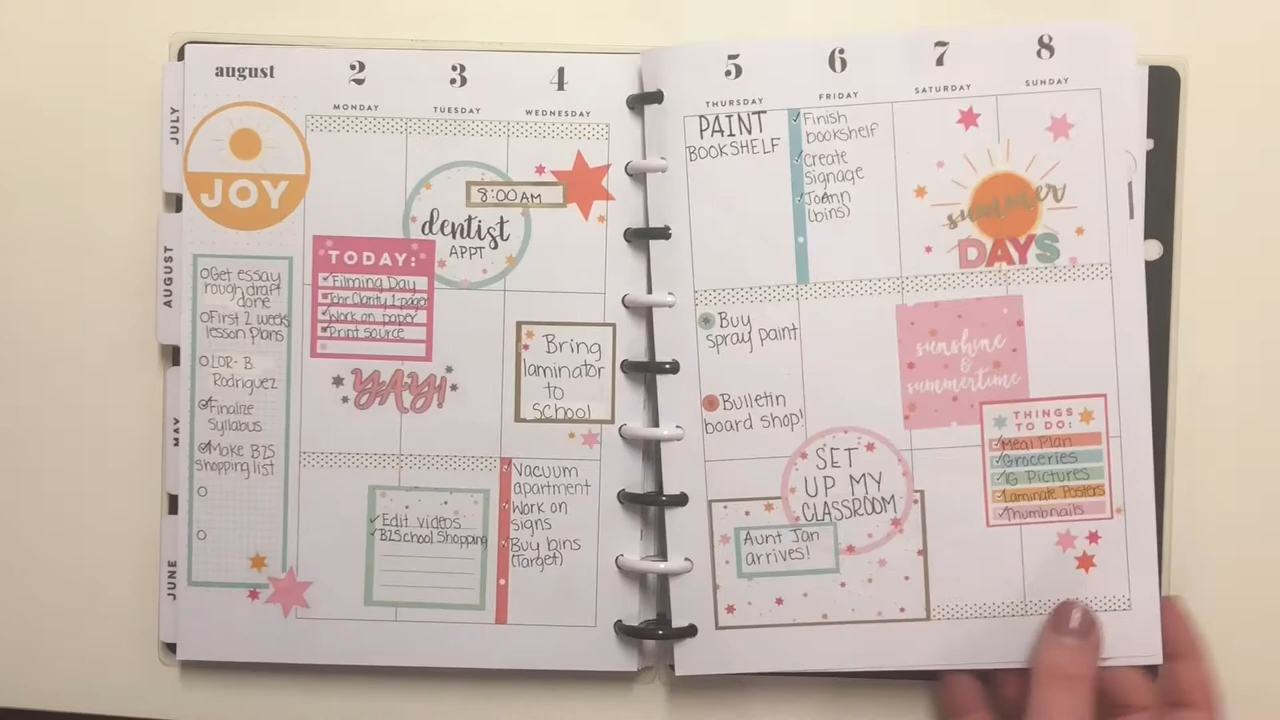 august
2
MONDAY
3
TUESDAY
4
WEDNESDAY
5
THURSDAY
6
FRIDAY
7
SATURDAY
8
SUNDAY
JULY
AUGUST
MAY
JUNE
JOY
Get essay
rough draft
done
First 2 weeks
lesson plans
LOR- B.
Rodriguez
Finalize
Syllabus
Make B2S
shopping list
TODAY:
Filming Day
Clarity 1-pager
Work on paper
Print source
YAY!
8:00 AM
dentist
APPT
Edit videos
B2School Shopping
Bring
laminator
to
School
Vacuum
apartment
Work on
signs
Buy bins
(Target)
PAINT
BOOKSHELF
Buy
spray paint
Bulletin
board shop!
Finish
bookshelf
Create
Signage
JoAnn
(bins)
SET
UP MY
CLASSROOM
Aunt Jan
arrives!
summer
DAYS
sunshine
&
summertime
THINGS
TO DO:
Meal Plan
Groceries
IG Pictures
Laminate Posters
Thumbnails